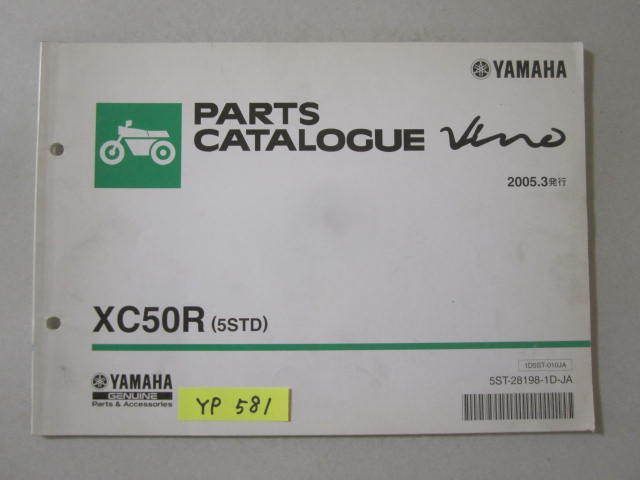 YAMAHA
PARTS
CATALOGUE Vino
2005.3発行
XC50R (5STD)
1D5ST-010JA
YAMAHA
GENUINE
Parts & Accessories
5ST-28198-1D-JA
YP 581